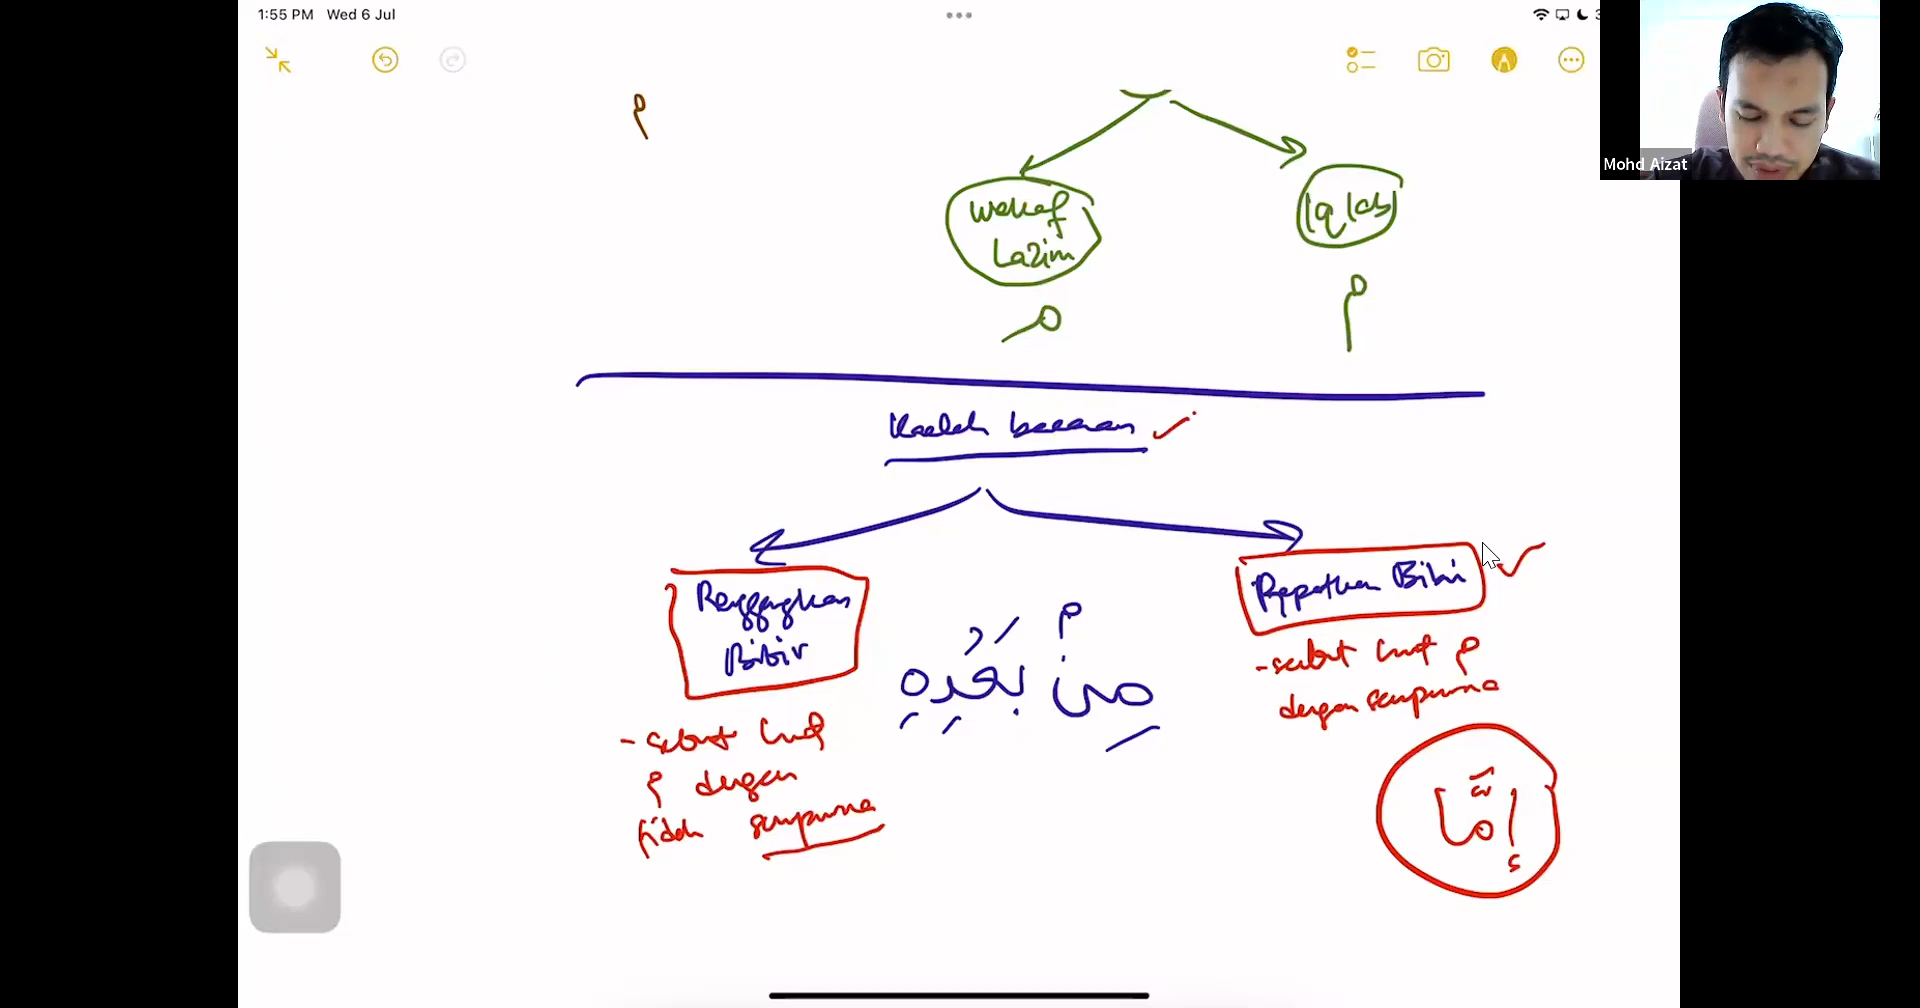 1:55 PM Wed 6 Jul
Mohd Aizat
م
Wakaf
Lazim
Iqlab
م
م
Kaedah bacaan
Renggangkan
Bibir
Rapatkan Bibir
م
مِنۢ بَعْدِهِ
- sebut huruf
م dengan
tidak sempurna
- sebut huruf م
dengan sempurna
إِمَّا